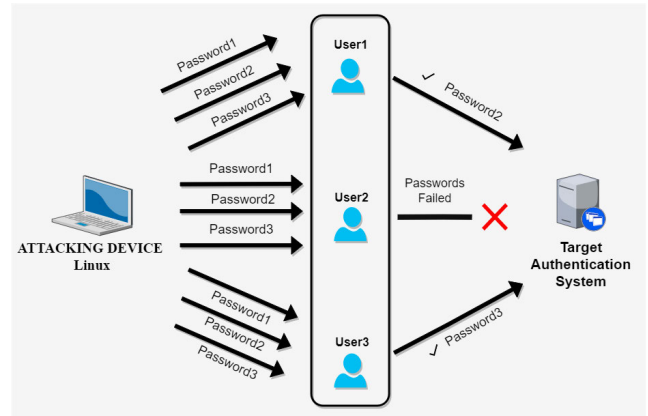 Password1
Password2
Password3
User1
✓ Password2
Password1
Password2
Password3
User2
Passwords
Failed
ATTACKING DEVICE
Linux
Target
Authentication
System
Password1
Password2
Password3
User3
✓ Password3